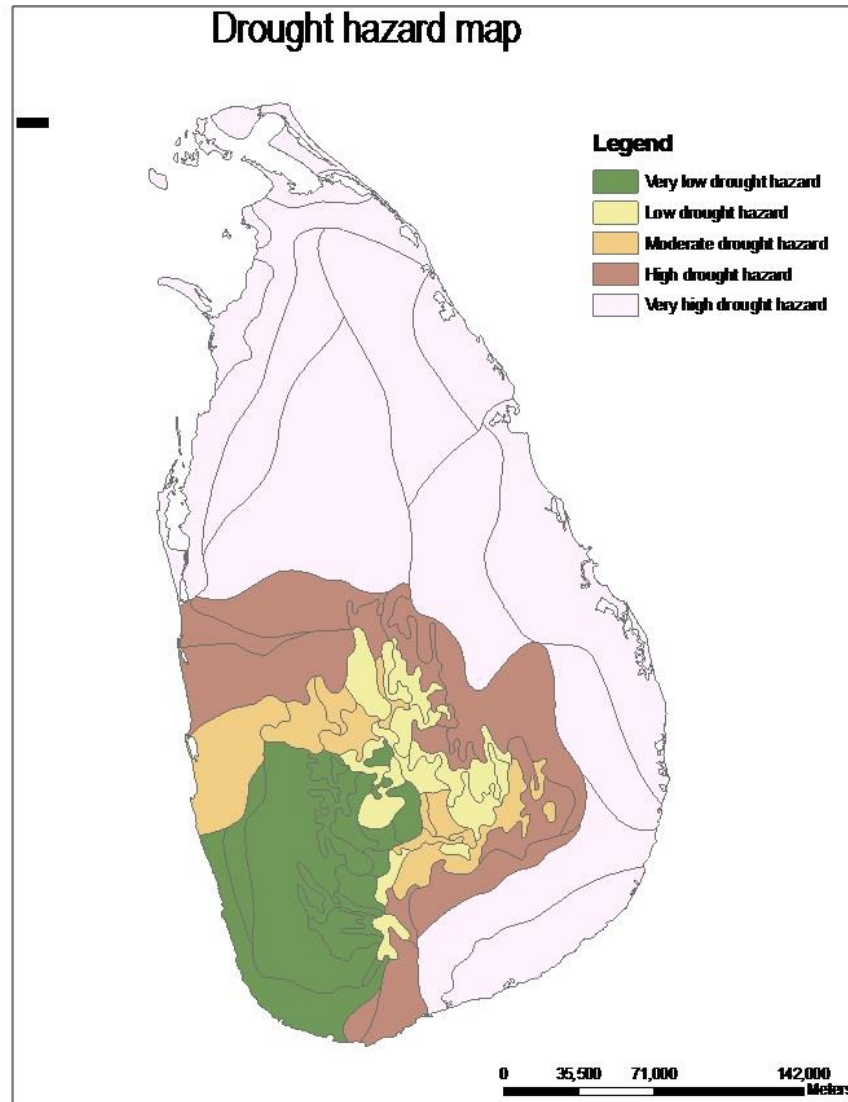 Drought hazard map
Legend
Very low drought hazard
Low drought hazard
Moderate drought hazard
High drought hazard
Very high drought hazard
0 35,500 71,000 142,000
Meters